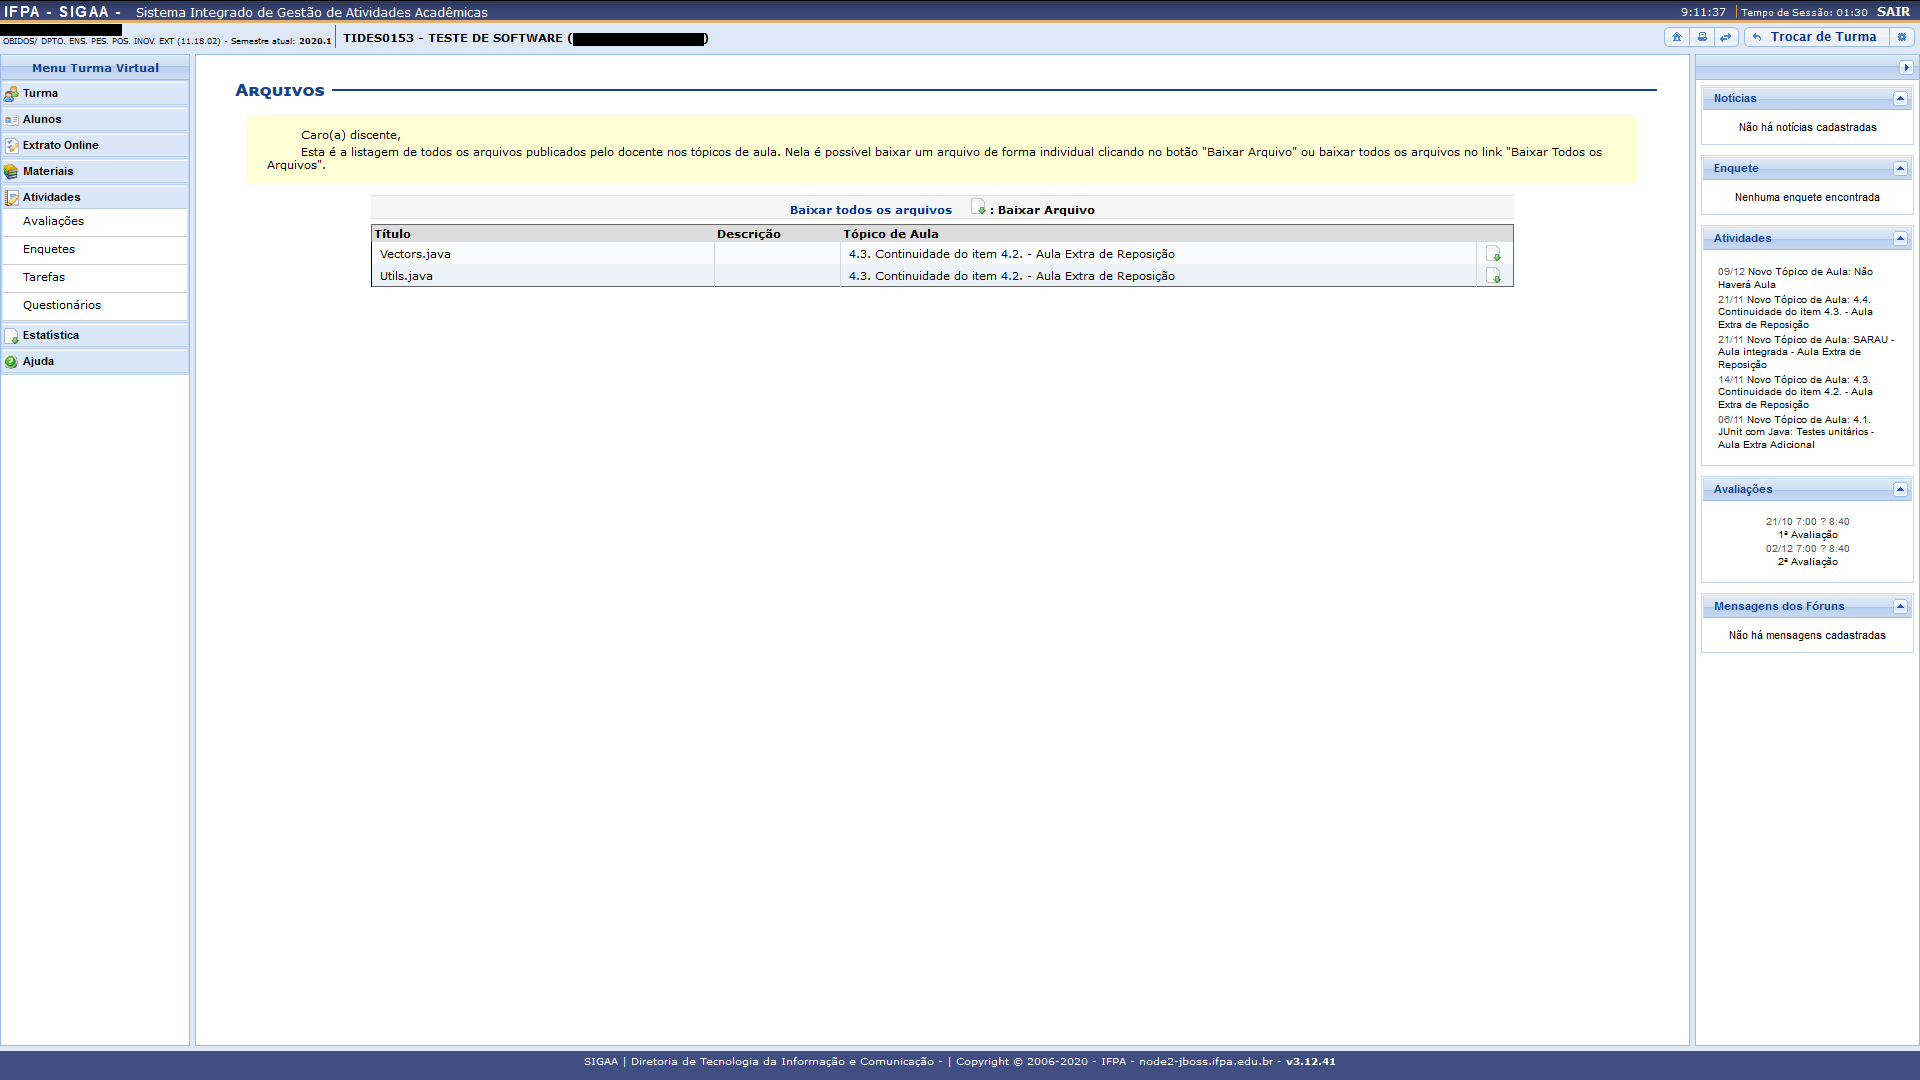 IFPA - SIGAA - Sistema Integrado de Gestão de Atividades Acadêmicas
9:11:37 Tempo de Sessão: 01:30 SAIR
OBIDOS/ DPTO. ENS. PES. POS. INOV. EXT (11.18.02) - Semestre atual: 2020.1
TIDES0153 - TESTE DE SOFTWARE ( )
Trocar de Turma
Menu Turma Virtual
Turma
Alunos
Extrato Online
Materiais
Atividades
Avaliações
Enquetes
Tarefas
Questionários
Estatística
Ajuda
ARQUIVOS
Caro(a) discente,
Esta é a listagem de todos os arquivos publicados pelo docente nos tópicos de aula. Nela é possível baixar um arquivo de forma individual clicando no botão "Baixar Arquivo" ou baixar todos os arquivos no link "Baixar Todos os
Arquivos".
Baixar todos os arquivos : Baixar Arquivo
Título Descrição Tópico de Aula
Vectors.java 4.3. Continuidade do item 4.2. - Aula Extra de Reposição
Utils.java 4.3. Continuidade do item 4.2. - Aula Extra de Reposição
Notícias
Não há notícias cadastradas
Enquete
Nenhuma enquete encontrada
Atividades
09/12 Novo Tópico de Aula: Não
Haverá Aula
21/11 Novo Tópico de Aula: 4.4.
Continuidade do item 4.3. - Aula
Extra de Reposição
21/11 Novo Tópico de Aula: SARAU -
Aula integrada - Aula Extra de
Reposição
14/11 Novo Tópico de Aula: 4.3.
Continuidade do item 4.2. - Aula
Extra de Reposição
06/11 Novo Tópico de Aula: 4.1.
JUnit com Java: Testes unitários -
Aula Extra Adicional
Avaliações
21/10 7:00 ? 8:40
1ª Avaliação
02/12 7:00 ? 8:40
2ª Avaliação
Mensagens dos Fóruns
Não há mensagens cadastradas
SIGAA | Diretoria de Tecnologia da Informação e Comunicação - | Copyright © 2006-2020 - IFPA - node2-jboss.ifpa.edu.br - v3.12.41